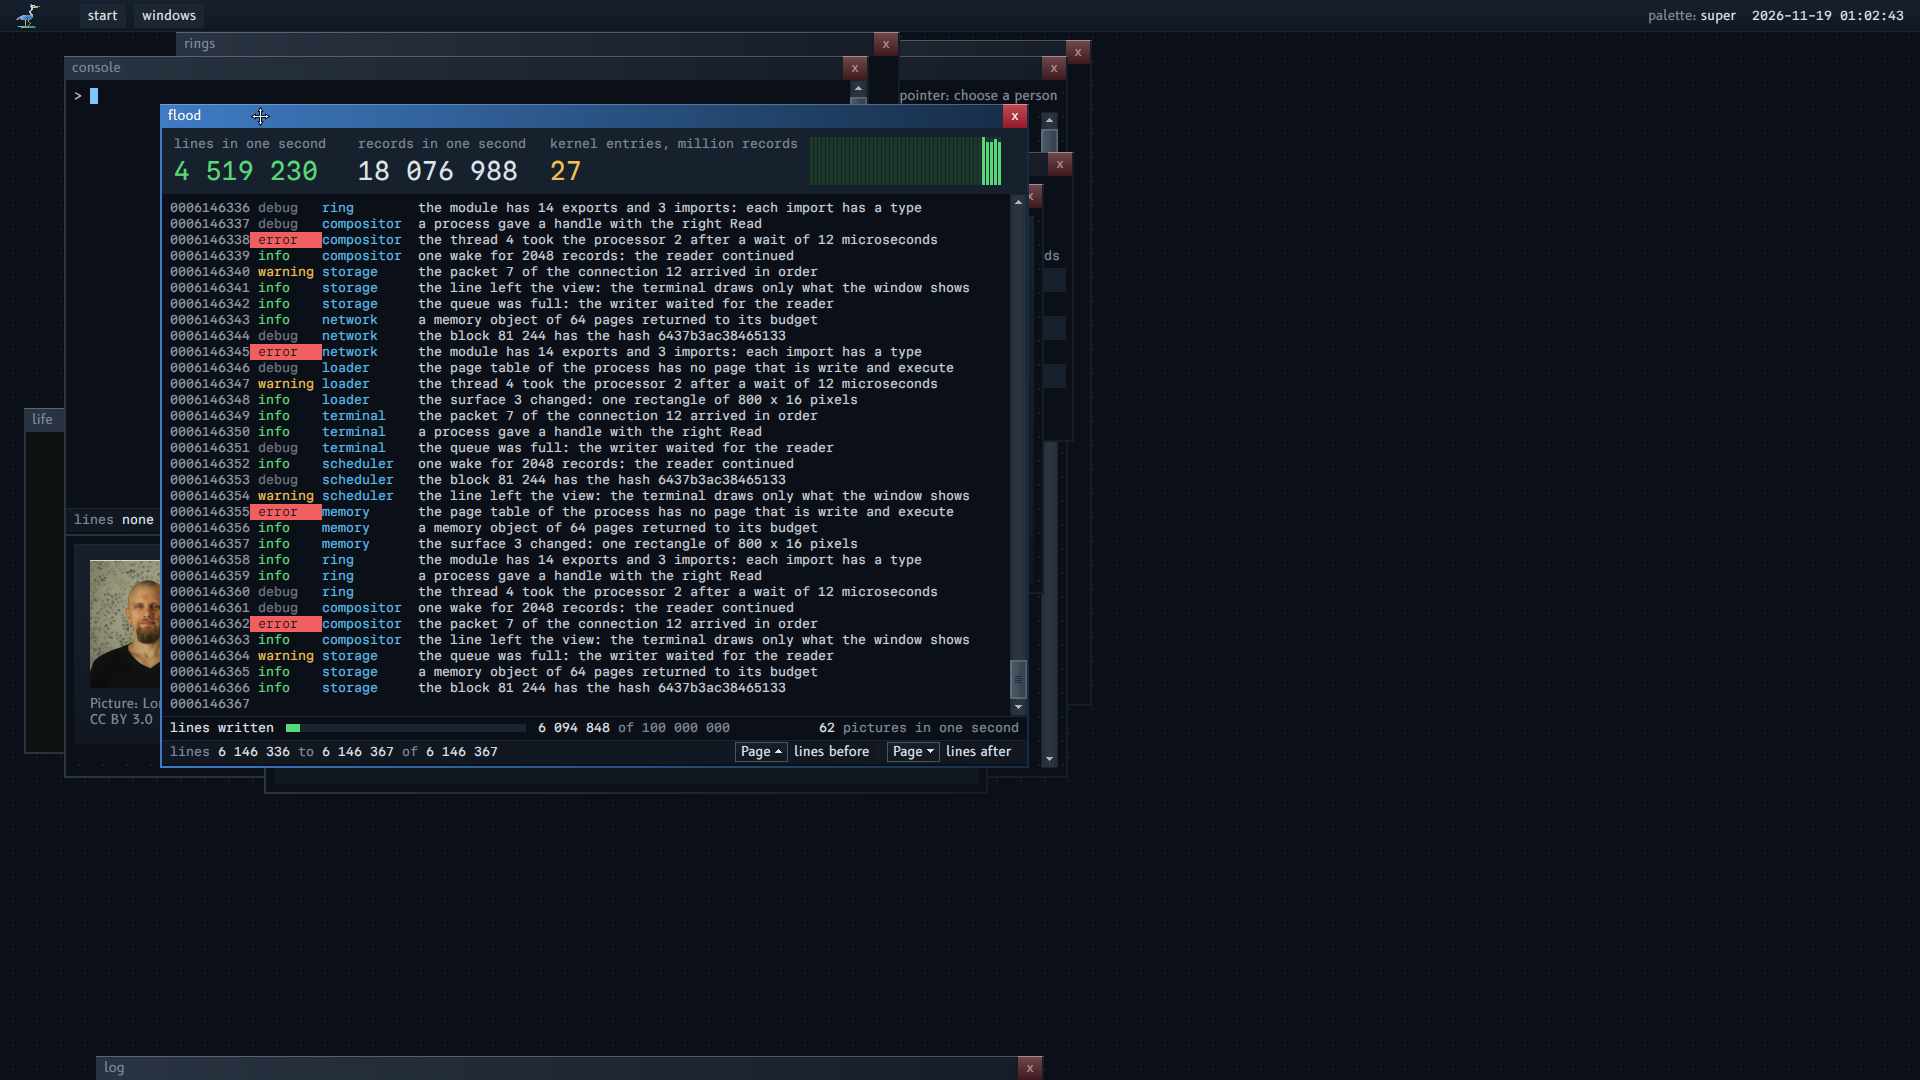 start windows palette: super 2026-11-19 01:02:43
rings x
x
console x
x
> pointer: choose a person
flood x
lines in one second records in one second kernel entries, million records
4 519 230 18 076 988 27
x
x
0006146336 debug ring the module has 14 exports and 3 imports: each import has a type
0006146337 debug compositor a process gave a handle with the right Read
0006146338 error compositor the thread 4 took the processor 2 after a wait of 12 microseconds
0006146339 info compositor one wake for 2048 records: the reader continued
ds
0006146340 warning storage the packet 7 of the connection 12 arrived in order
0006146341 info storage the line left the view: the terminal draws only what the window shows
0006146342 info storage the queue was full: the writer waited for the reader
0006146343 info network a memory object of 64 pages returned to its budget
0006146344 debug network the block 81 244 has the hash 6437b3ac38465133
0006146345 error network the module has 14 exports and 3 imports: each import has a type
0006146346 debug loader the page table of the process has no page that is write and execute
0006146347 warning loader the thread 4 took the processor 2 after a wait of 12 microseconds
0006146348 info loader the surface 3 changed: one rectangle of 800 x 16 pixels
0006146349 info terminal the packet 7 of the connection 12 arrived in order
life
0006146350 info terminal a process gave a handle with the right Read
0006146351 debug terminal the queue was full: the writer waited for the reader
0006146352 info scheduler one wake for 2048 records: the reader continued
0006146353 debug scheduler the block 81 244 has the hash 6437b3ac38465133
0006146354 warning scheduler the line left the view: the terminal draws only what the window shows
0006146355 error memory the page table of the process has no page that is write and execute
lines none
0006146356 info memory a memory object of 64 pages returned to its budget
0006146357 info memory the surface 3 changed: one rectangle of 800 x 16 pixels
0006146358 info ring the module has 14 exports and 3 imports: each import has a type
0006146359 info ring a process gave a handle with the right Read
0006146360 debug ring the thread 4 took the processor 2 after a wait of 12 microseconds
0006146361 debug compositor one wake for 2048 records: the reader continued
0006146362 error compositor the packet 7 of the connection 12 arrived in order
0006146363 info compositor the line left the view: the terminal draws only what the window shows
0006146364 warning storage the queue was full: the writer waited for the reader
0006146365 info storage a memory object of 64 pages returned to its budget
0006146366 info storage the block 81 244 has the hash 6437b3ac38465133
0006146367
Picture: Lo
CC BY 3.0
lines written 6 094 848 of 100 000 000 62 pictures in one second
lines 6 146 336 to 6 146 367 of 6 146 367 Page lines before Page lines after
log x